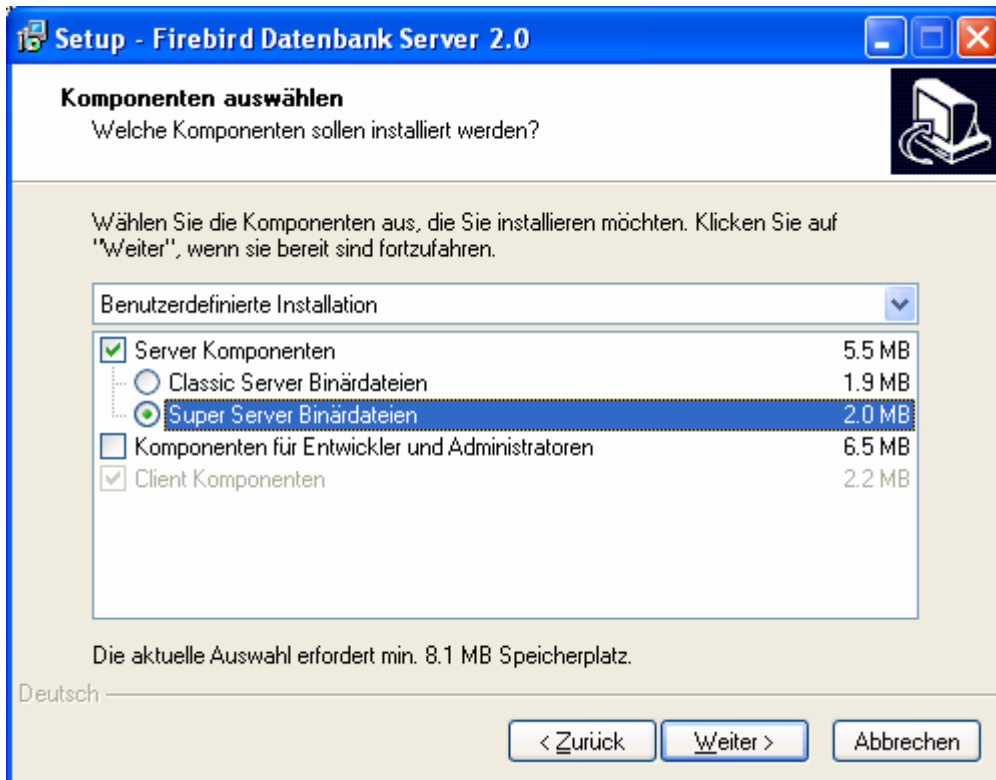 Setup - Firebird Datenbank Server 2.0
Komponenten auswählen
Welche Komponenten sollen installiert werden?
Wählen Sie die Komponenten aus, die Sie installieren möchten. Klicken Sie auf
"Weiter", wenn sie bereit sind fortzufahren.
Benutzerdefinierte Installation
Server Komponenten 5.5 MB
Classic Server Binärdateien 1.9 MB
Super Server Binärdateien 2.0 MB
Komponenten für Entwickler und Administratoren 6.5 MB
Client Komponenten 2.2 MB
Die aktuelle Auswahl erfordert min. 8.1 MB Speicherplatz.
Deutsch
< Zurück Weiter > Abbrechen